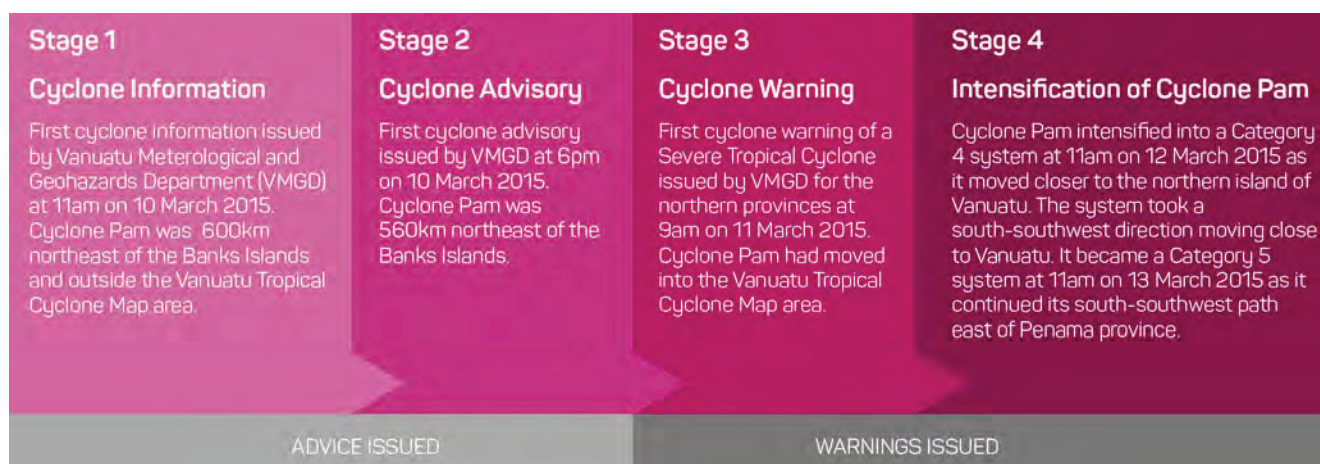 Stage 1
Cyclone Information
First cyclone information issued
by Vanuatu Meterological and
Geohazards Department (VMGD)
at 11am on 10 March 2015.
Cyclone Pam was 600km
northeast of the Banks Islands
and outside the Vanuatu Tropical
Cyclone Map area.
Stage 2
Cyclone Advisory
First cyclone advisory
issued by VMGD at 6pm
on 10 March 2015.
Cyclone Pam was
560km northeast of the
Banks Islands.
Stage 3
Cyclone Warning
First cyclone warning of a
Severe Tropical Cyclone
issued by VMGD for the
northern provinces at
9am on 11 March 2015.
Cyclone Pam had moved
into the Vanuatu Tropical
Cyclone Map area.
Stage 4
Intensification of Cyclone Pam
Cyclone Pam intensified into a Category
4 system at 11am on 12 March 2015 as
it moved closer to the northern island of
Vanuatu. The system took a
south-southwest direction moving close
to Vanuatu. It became a Category 5
system at 11am on 13 March 2015 as it
continued its south-southwest path
east of Penama province.
ADVICE ISSUED
WARNINGS ISSUED